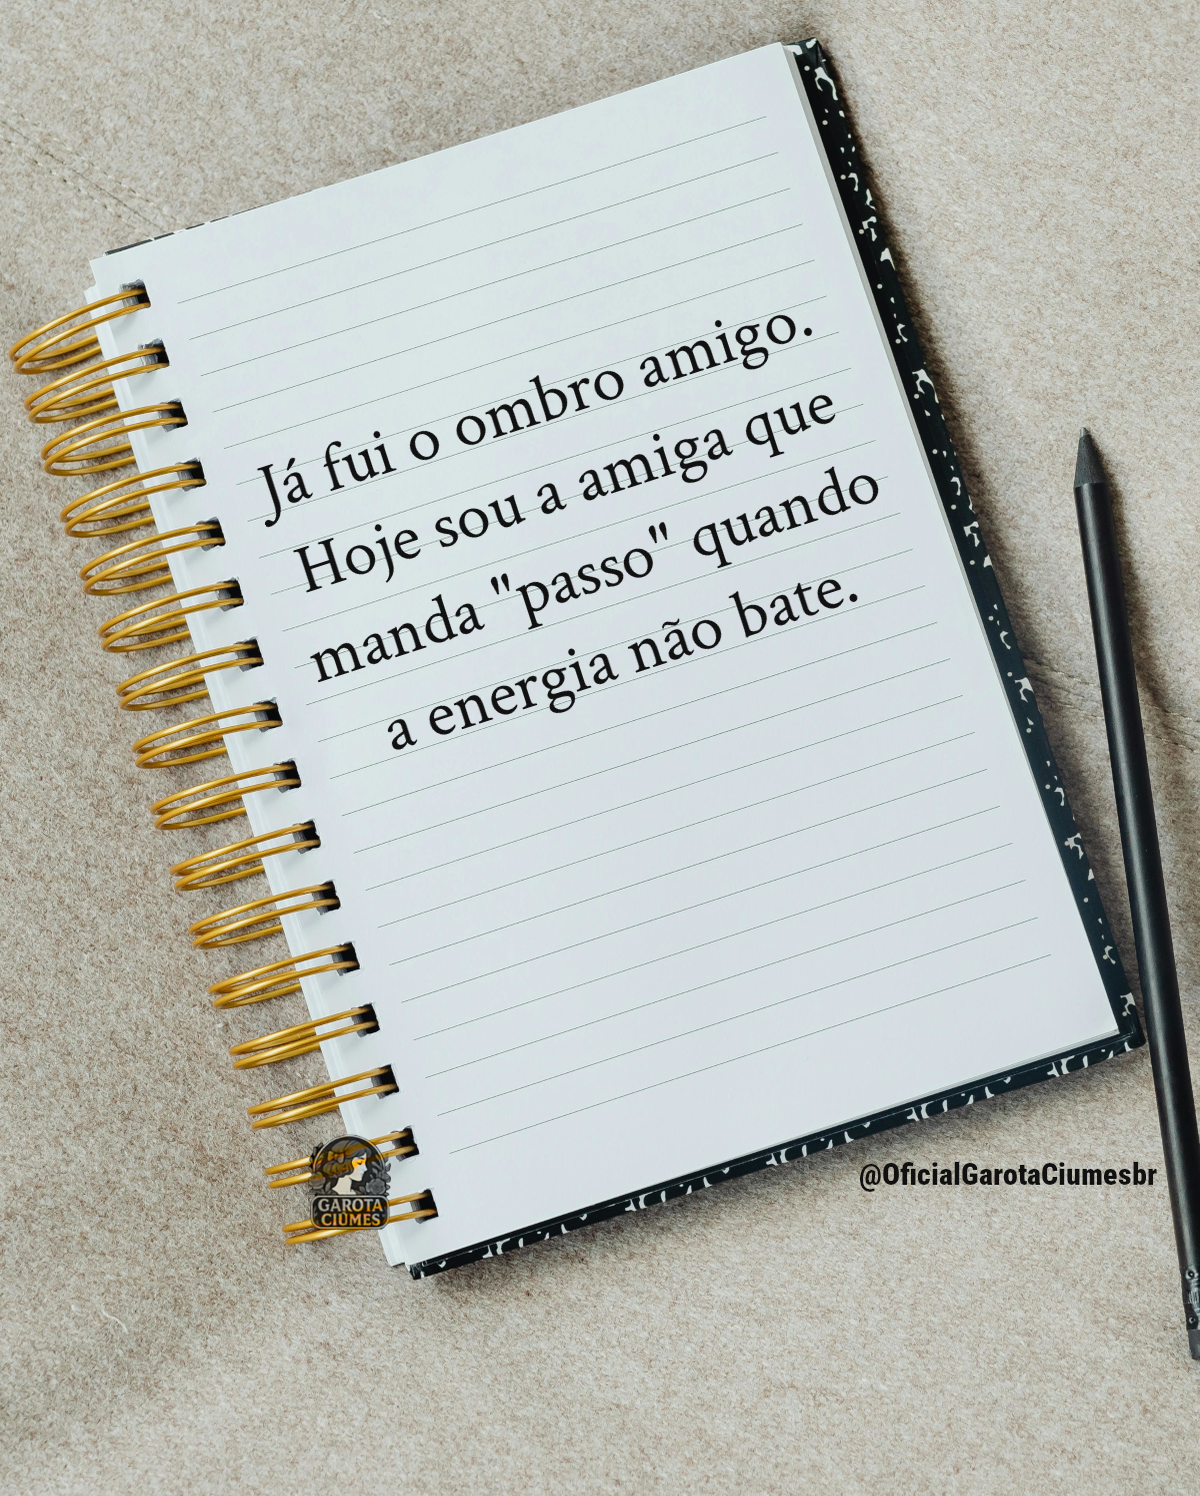 Já fui o ombro amigo.
Hoje sou a amiga que
manda "passo" quando
a energia não bate.
@OficialGarotaCiumesbr
GAROTA
CIUMES